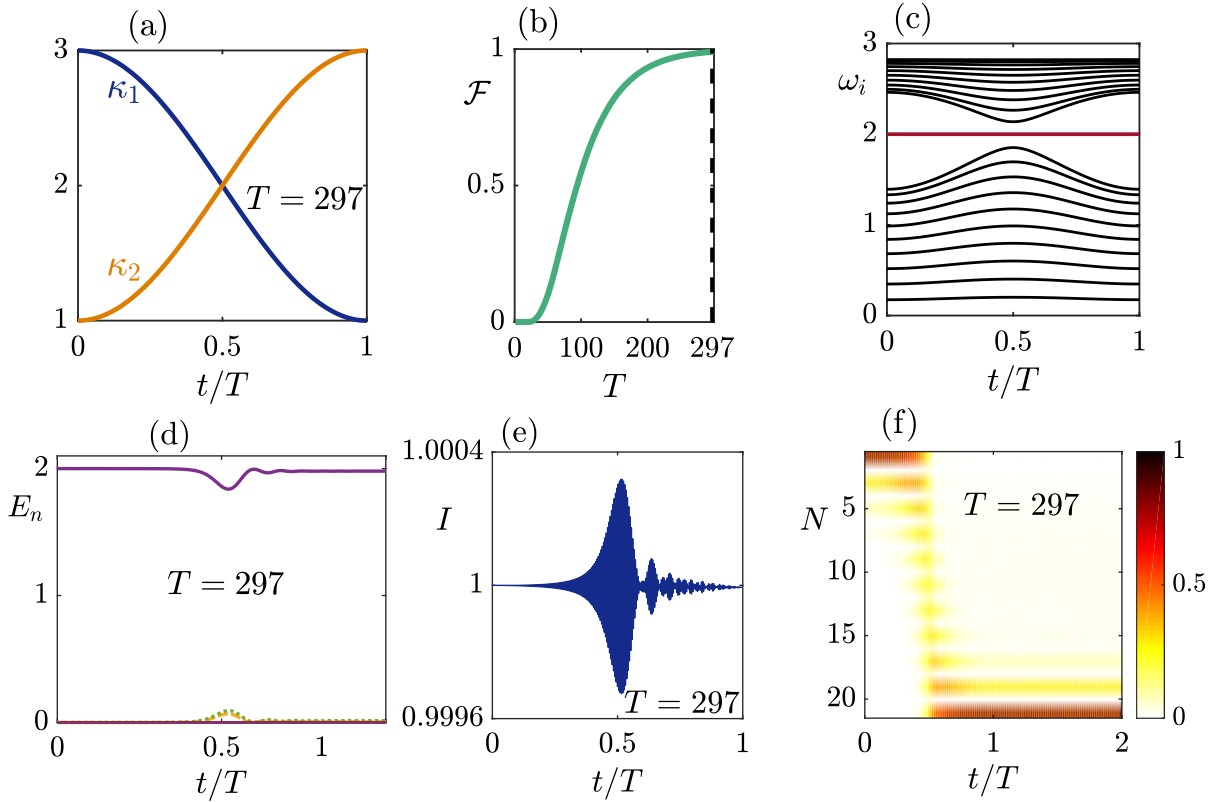 (a)
3
2
1
κ₁
κ₂
T = 297
0
0.5
1
t/T
(b)
1
0.5
0
ℱ
0
100
200
297
T
(c)
3
2
1
0
ωᵢ
0
0.5
1
t/T
(d)
2
1
0
Eₙ
T = 297
0
0.5
1
t/T
(e)
1.0004
1
0.9996
I
T = 297
0
0.5
1
t/T
(f)
5
10
15
20
N
T = 297
0
1
2
t/T
1
0.5
0